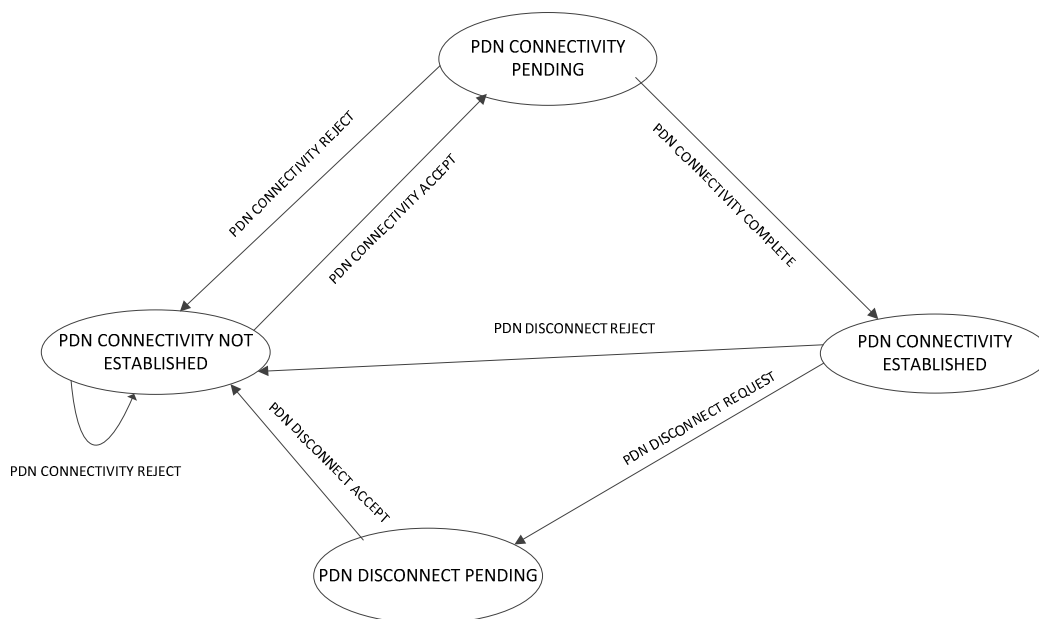 PDN CONNECTIVITY
PENDING
PDN CONNECTIVITY REJECT
PDN CONNECTIVITY ACCEPT
PDN CONNECTIVITY COMPLETE
PDN CONNECTIVITY NOT
ESTABLISHED
PDN DISCONNECT REJECT
PDN CONNECTIVITY
ESTABLISHED
PDN DISCONNECT REQUEST
PDN DISCONNECT ACCEPT
PDN CONNECTIVITY REJECT
PDN DISCONNECT PENDING